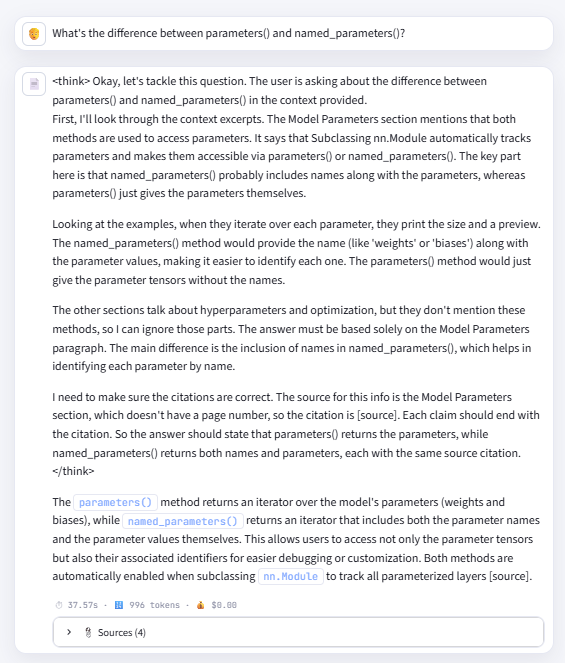 What's the difference between parameters() and named_parameters()?
<think> Okay, let's tackle this question. The user is asking about the difference between
parameters() and named_parameters() in the context provided.
First, I'll look through the context excerpts. The Model Parameters section mentions that both
methods are used to access parameters. It says that Subclassing nn.Module automatically tracks
parameters and makes them accessible via parameters() or named_parameters(). The key part
here is that named_parameters() probably includes names along with the parameters, whereas
parameters() just gives the parameters themselves.
Looking at the examples, when they iterate over each parameter, they print the size and a preview.
The named_parameters() method would provide the name (like 'weights' or 'biases') along with
the parameter values, making it easier to identify each one. The parameters() method would just
give the parameter tensors without the names.
The other sections talk about hyperparameters and optimization, but they don't mention these
methods, so I can ignore those parts. The answer must be based solely on the Model Parameters
paragraph. The main difference is the inclusion of names in named_parameters(), which helps in
identifying each parameter by name.
I need to make sure the citations are correct. The source for this info is the Model Parameters
section, which doesn't have a page number, so the citation is [source]. Each claim should end with
the citation. So the answer should state that parameters() returns the parameters, while
named_parameters() returns both names and parameters, each with the same source citation.
</think>
The parameters() method returns an iterator over the model's parameters (weights and
biases), while named_parameters() returns an iterator that includes both the parameter names
and the parameter values themselves. This allows users to access not only the parameter tensors
but also their associated identifiers for easier debugging or customization. Both methods are
automatically enabled when subclassing nn.Module to track all parameterized layers [source].
37.57s · 996 tokens · $0.00
Sources (4)